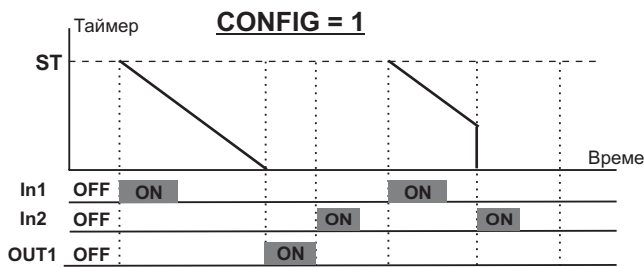 CONFIG = 1
Таймер
ST
Време
In1 OFF ON ON
In2 OFF ON ON
OUT1 OFF ON